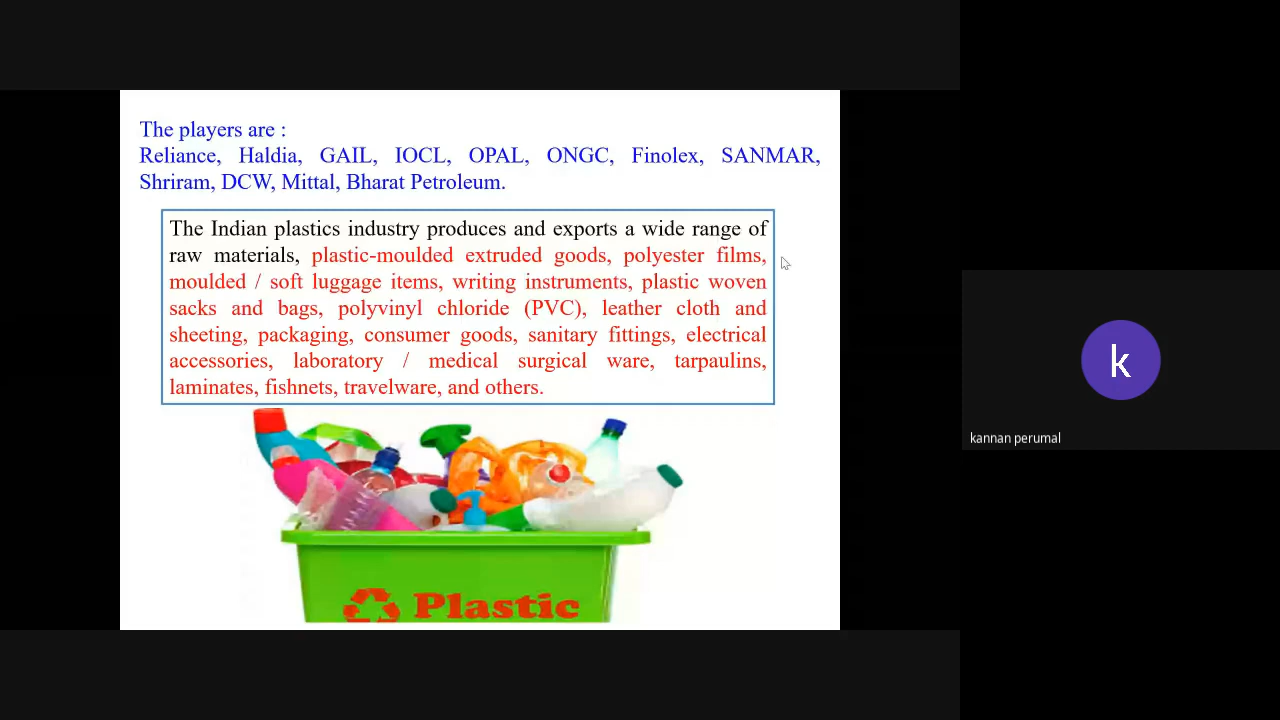 The players are :
Reliance, Haldia, GAIL, IOCL, OPAL, ONGC, Finolex, SANMAR,
Shriram, DCW, Mittal, Bharat Petroleum.
The Indian plastics industry produces and exports a wide range of
raw materials, plastic-moulded extruded goods, polyester films,
moulded / soft luggage items, writing instruments, plastic woven
sacks and bags, polyvinyl chloride (PVC), leather cloth and
sheeting, packaging, consumer goods, sanitary fittings, electrical
accessories, laboratory / medical surgical ware, tarpaulins,
laminates, fishnets, travelware, and others.
Plastic
k
kannan perumal